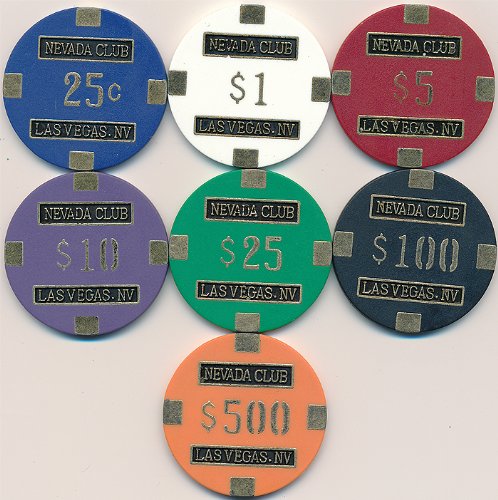 NEVADA CLUB
25¢
LAS VEGAS. NV
NEVADA CLUB
$1
LAS VEGAS. NV
NEVADA CLUB
$5
LAS VEGAS. NV
NEVADA CLUB
$10
LAS VEGAS. NV
NEVADA CLUB
$25
LAS VEGAS. NV
NEVADA CLUB
$100
LAS VEGAS. NV
NEVADA CLUB
$500
LAS VEGAS. NV